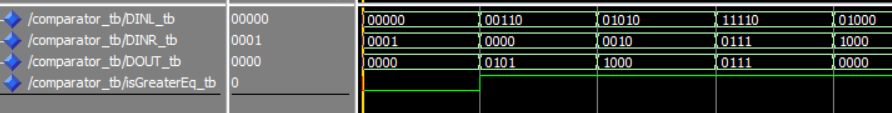 /comparator_tb/DINL_tb 00000 00000 00110 01010 11110 01000
/comparator_tb/DINR_tb 0001 0001 0000 0010 0111 1000
/comparator_tb/DOUT_tb 0000 0000 0101 1000 0111 0000
/comparator_tb/isGreaterEq_tb 0